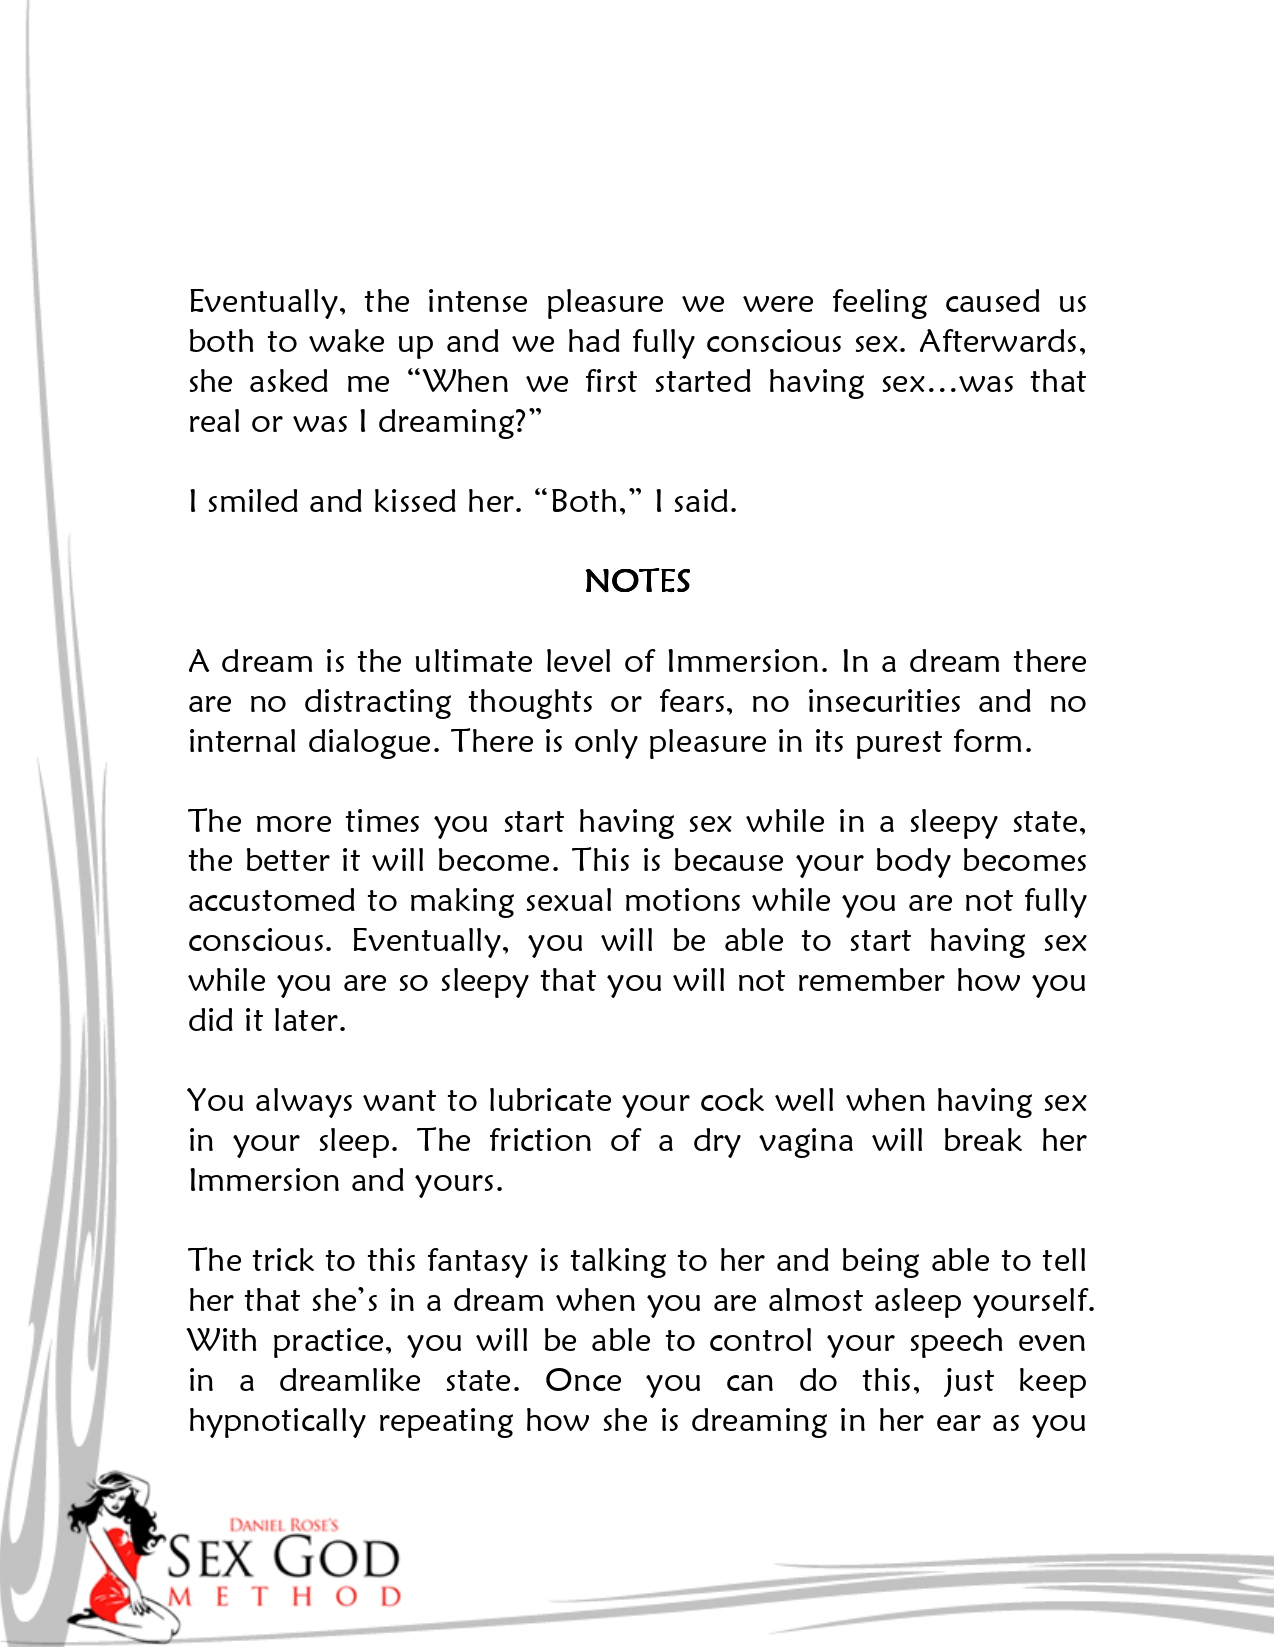 Eventually, the intense pleasure we were feeling caused us
both to wake up and we had fully conscious sex. Afterwards,
she asked me “When we first started having sex…was that
real or was I dreaming?”
I smiled and kissed her. “Both,” I said.
NOTES
A dream is the ultimate level of Immersion. In a dream there
are no distracting thoughts or fears, no insecurities and no
internal dialogue. There is only pleasure in its purest form.
The more times you start having sex while in a sleepy state,
the better it will become. This is because your body becomes
accustomed to making sexual motions while you are not fully
conscious. Eventually, you will be able to start having sex
while you are so sleepy that you will not remember how you
did it later.
You always want to lubricate your cock well when having sex
in your sleep. The friction of a dry vagina will break her
Immersion and yours.
The trick to this fantasy is talking to her and being able to tell
her that she’s in a dream when you are almost asleep yourself.
With practice, you will be able to control your speech even
in a dreamlike state. Once you can do this, just keep
hypnotically repeating how she is dreaming in her ear as you
DANIEL ROSE'S
SEX GOD
METHOD